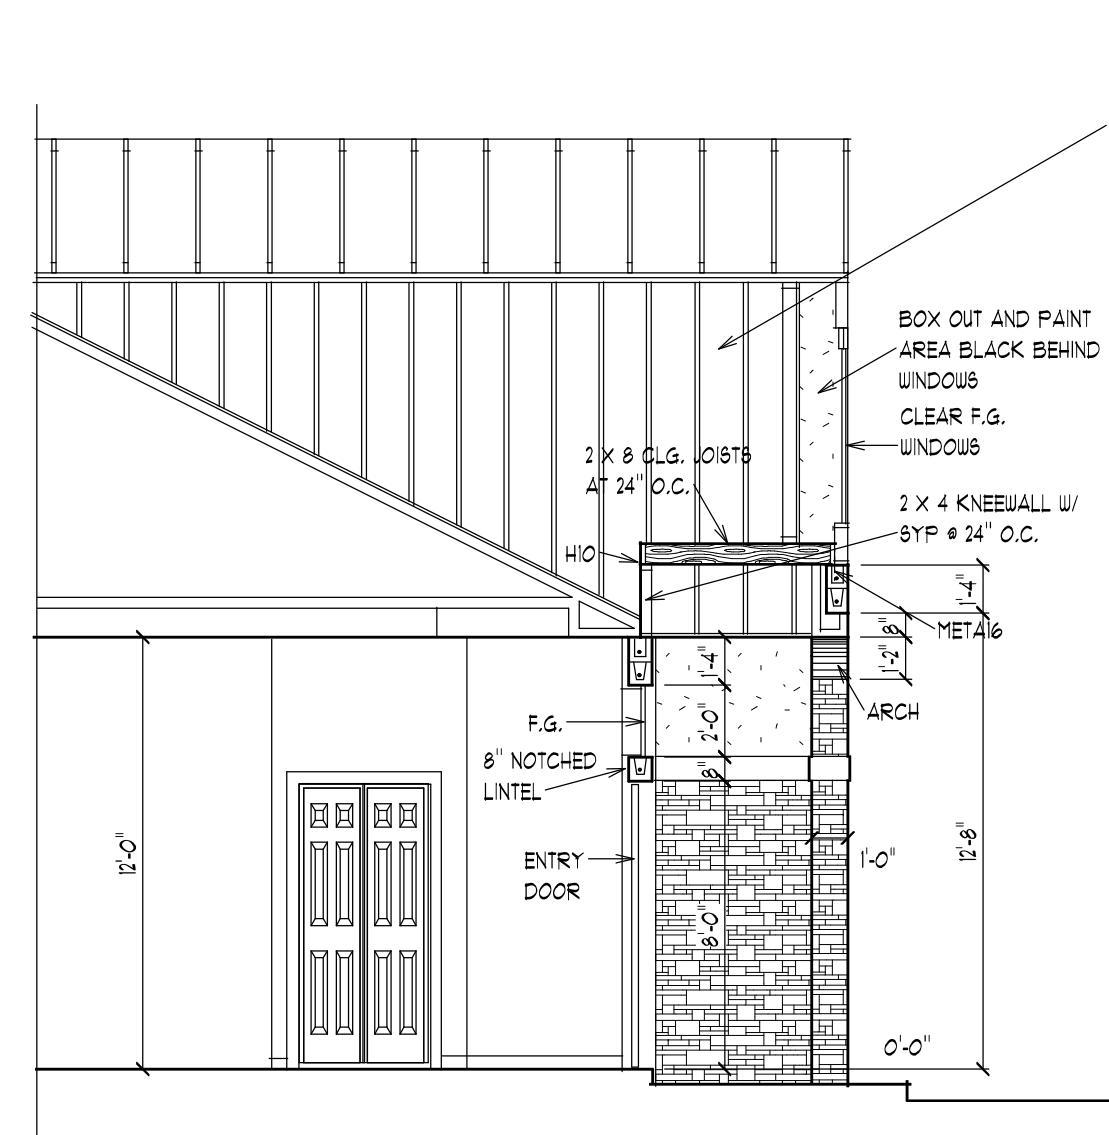 BOX OUT AND PAINT
AREA BLACK BEHIND
WINDOWS
CLEAR F.G.
WINDOWS
2 X 8 CLG. JOISTS
AT 24" O.C.
2 X 4 KNEEWALL W/
SYP @ 24" O.C.
H10
1'-4"
8"
META16
1'-2"
1'-4"
ARCH
F.G.
2'-0"
8" NOTCHED
LINTEL
8"
12'-0"
12'-8"
1'-0"
ENTRY
DOOR
8'-0"
0'-0"